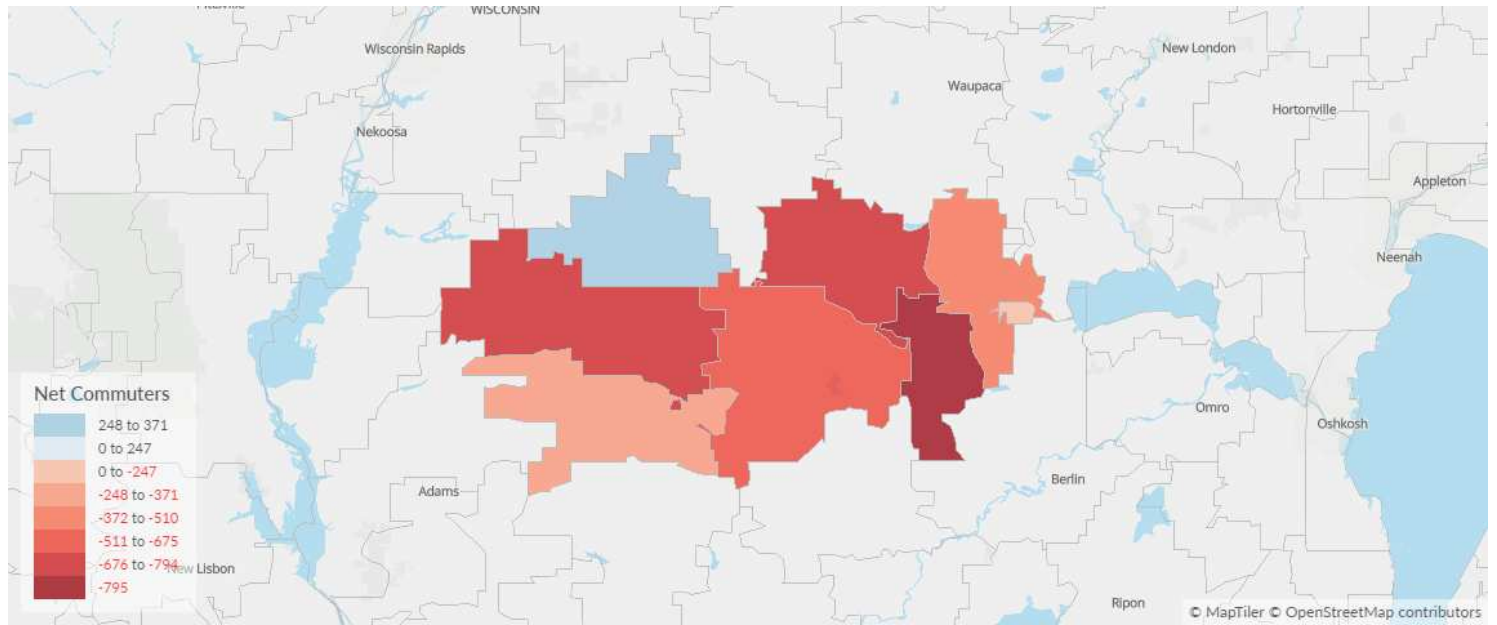 WISCONSIN
Wisconsin Rapids
New London
Waupaca
Hortonville
Nekoosa
Appleton
Neenah
Net Commuters
248 to 371
0 to 247
0 to -247
-248 to -371
-372 to -510
-511 to -675
-676 to -794
-795
Omro
Oshkosh
Berlin
Adams
New Lisbon
Ripon
© MapTiler © OpenStreetMap contributors